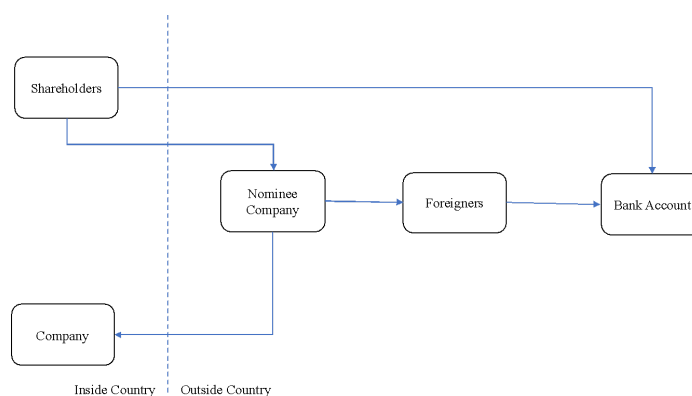 Shareholders
Nominee
Company
Foreigners
Bank Account
Company
Inside Country
Outside Country